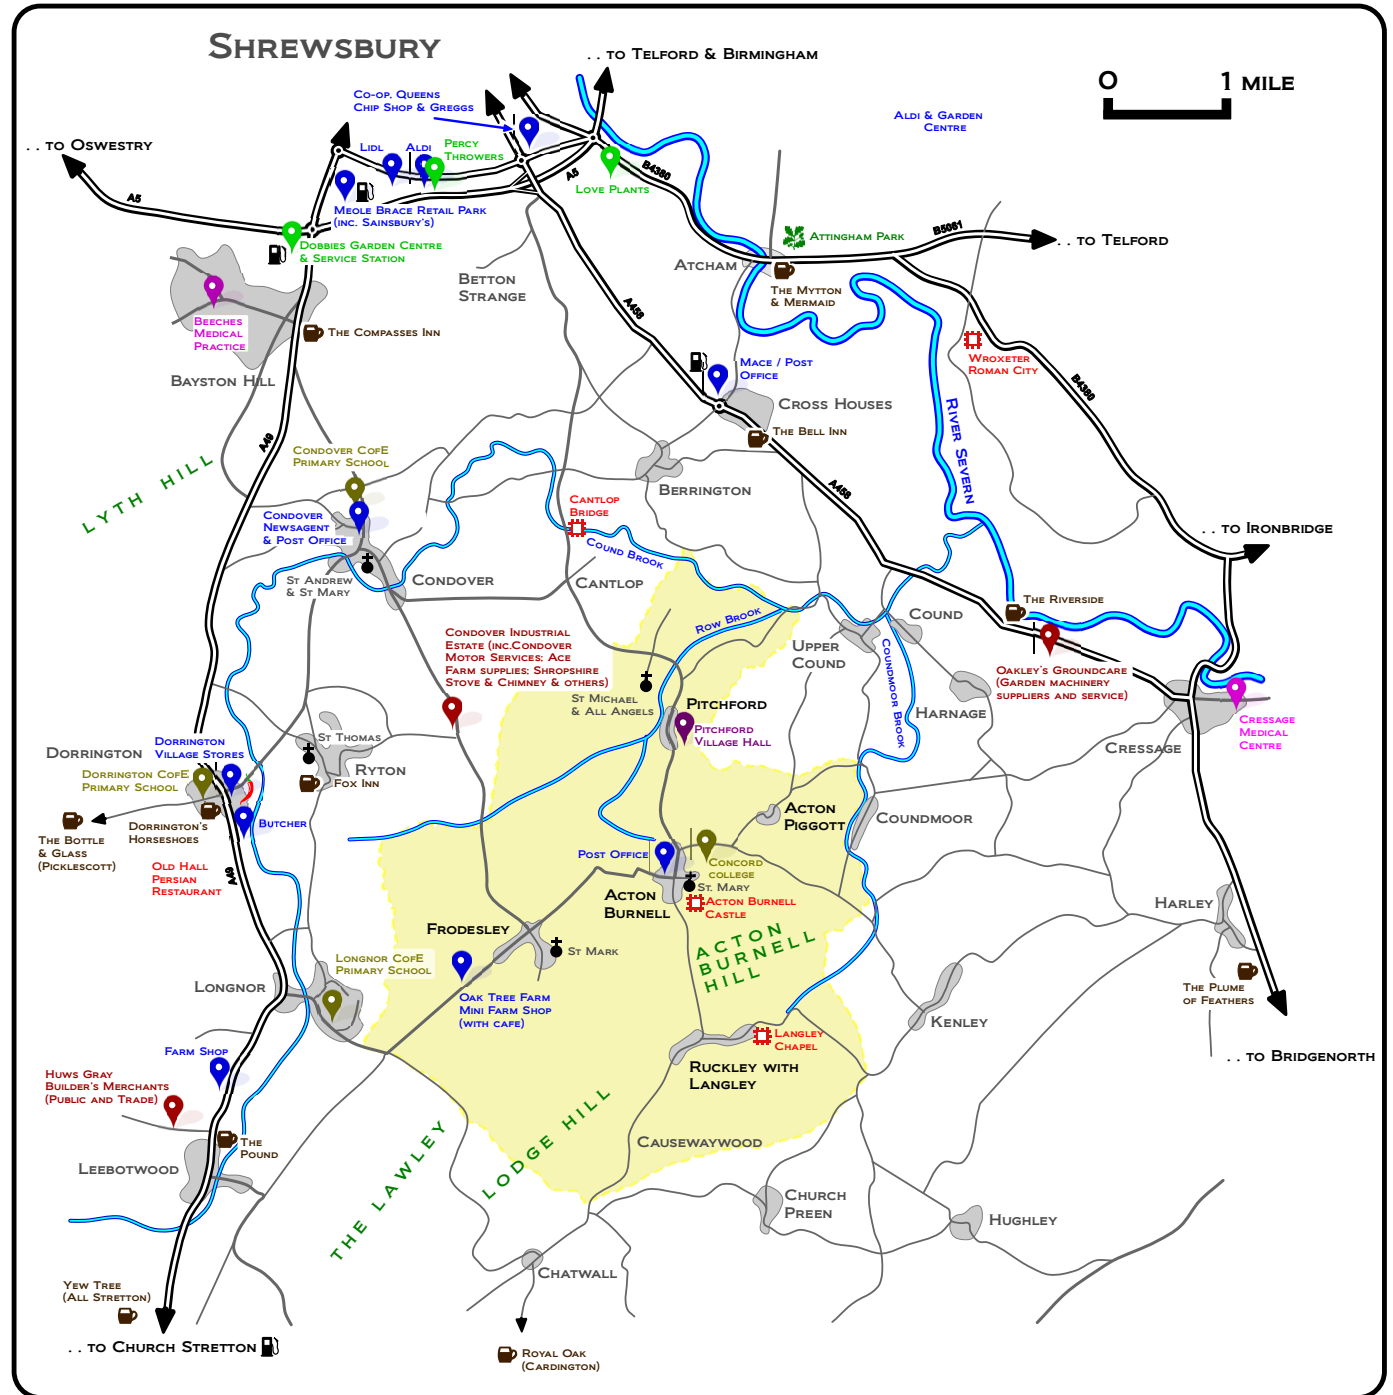 Shrewsbury
. . to Telford & Birmingham
0 1 mile
Co-op, Queens
Chip Shop & Greggs
Aldi & Garden
Centre
. . to Oswestry
Lidl
Aldi
Percy
Throwers
A5
A5
B4380
Love Plants
Meole Brace Retail Park
(inc. Sainsbury's)
Dobbies Garden Centre
& Service Station
Attingham Park
B5061
. . to Telford
Atcham
Betton
Strange
The Mytton
& Mermaid
A458
Beeches
Medical
Practice
The Compasses Inn
Bayston Hill
Mace / Post
Office
Wroxeter
Roman City
B4380
Cross Houses
The Bell Inn
River Severn
A49
Lyth Hill
Condover CofE
Primary School
Berrington
A458
Cantlop
Bridge
Condover
Newsagent
& Post Office
Cound Brook
. . to Ironbridge
St Andrew
& St Mary
Condover
Cantlop
The Riverside
Row Brook
Cound
Condover Industrial
Estate (inc.Condover
Motor Services; Ace
Farm supplies; Shropshire
Stove & Chimney & others)
Upper
Cound
Coundmoor Brook
Oakley's Groundcare
(Garden machinery
suppliers and service)
St Michael
& All Angels
Pitchford
Harnage
Pitchford
Village Hall
Cressage
Cressage
Medical
Centre
Dorrington
Dorrington
Village Stores
St Thomas
Ryton
Fox Inn
Dorrington CofE
Primary School
Butcher
Dorrington's
Horseshoes
The Bottle
& Glass
(Picklescott)
Old Hall
Persian
Restaurant
A49
Acton
Piggott
Coundmoor
Post Office
Concord
college
St. Mary
Acton
Burnell
Acton Burnell
Castle
Harley
Frodesley
St Mark
Acton
Burnell
Hill
Longnor CofE
Primary School
Longnor
Oak Tree Farm
Mini Farm Shop
(with cafe)
The Plume
of Feathers
Kenley
Langley
Chapel
Ruckley with
Langley
. . to Bridgenorth
Farm Shop
Huws Gray
Builder's Merchants
(Public and Trade)
Lodge Hill
The Lawley
Causewaywood
The
Pound
Leebotwood
Church
Preen
Hughley
Chatwall
Yew Tree
(All Stretton)
. . to Church Stretton
Royal Oak
(Cardington)